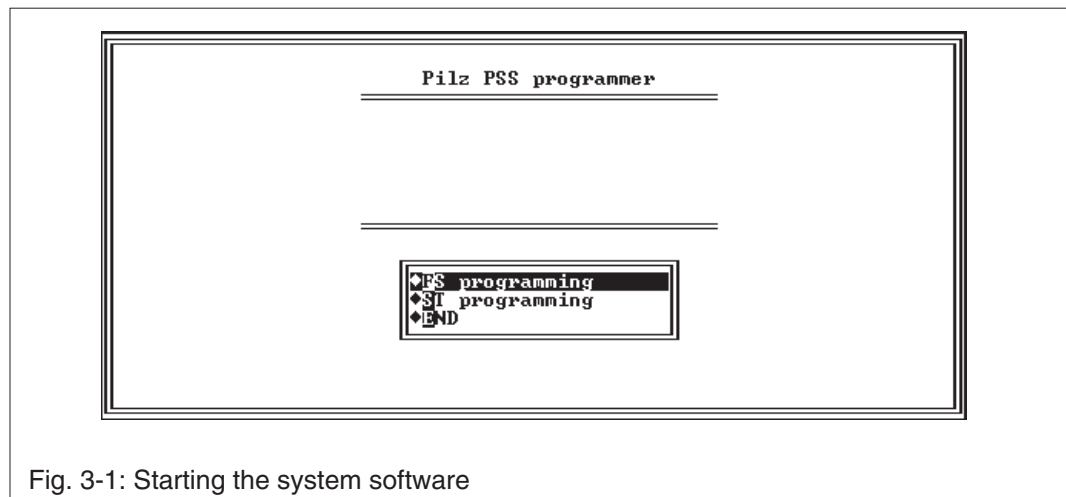 Pilz PSS programmer
◆FS programming
◆ST programming
◆END
Fig. 3-1: Starting the system software